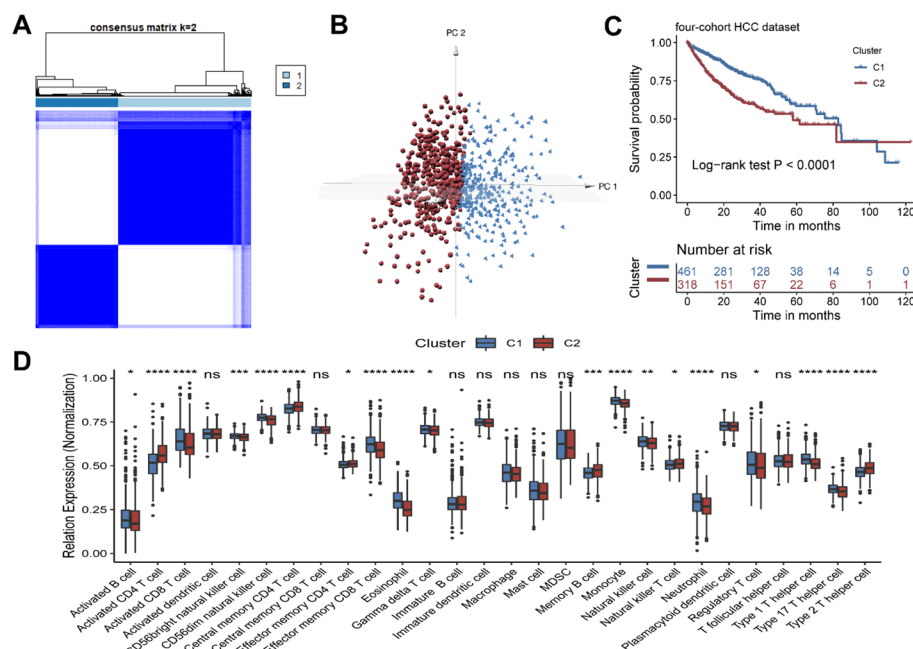 A
consensus matrix k=2
1
2
B
PC 2
PC 1
C
four-cohort HCC dataset
Cluster
C1
C2
Survival probability
1.00
0.75
0.50
0.25
0.00
Log-rank test P < 0.0001
0 20 40 60 80 100 120
Time in months
Number at risk
Cluster
461 281 128 38 14 5 0
318 151 67 22 6 1 1
0 20 40 60 80 100 120
Time in months
D
Cluster C1 C2
Relation Expression (Normalization)
1.00
0.75
0.50
0.25
0.00
* **** **** ns *** **** **** ns * **** **** * ns ns ns ns ns *** **** ** * **** ns * ns **** **** ****
Activated B cell
Activated CD4 T cell
Activated CD8 T cell
Activated dendritic cell
CD56bright natural killer cell
CD56dim natural killer cell
Central memory CD4 T cell
Central memory CD8 T cell
Effector memory CD4 T cell
Effector memory CD8 T cell
Eosinophil
Gamma delta T cell
Immature B cell
Immature dendritic cell
Macrophage
Mast cell
MDSC
Memory B cell
Monocyte
Natural killer cell
Natural killer T cell
Neutrophil
Plasmacytoid dendritic cell
Regulatory T cell
T follicular helper cell
Type 1 T helper cell
Type 17 T helper cell
Type 2 T helper cell